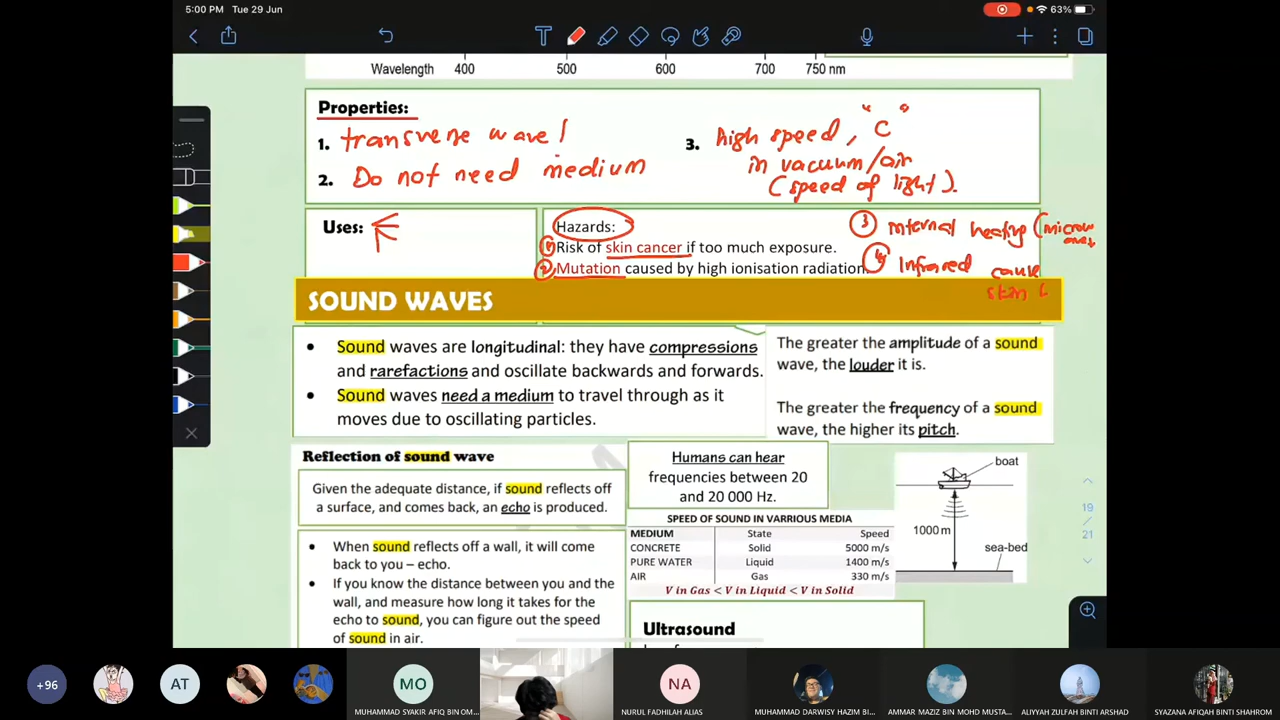 5:00 PM Tue 29 Jun
63%
Wavelength 400 500 600 700 750 nm
Properties:
1. transverse wave!
2. Do not need medium
3. High speed, "c"
in vacuum/air
(speed of light).
Uses:
Hazards:
① Risk of skin cancer if too much exposure.
② Mutation caused by high ionisation radiation
③ Internal heating (microwaves
④ Infrared cause
skin
SOUND WAVES
• Sound waves are longitudinal: they have compressions
and rarefactions and oscillate backwards and forwards.
• Sound waves need a medium to travel through as it
moves due to oscillating particles.
The greater the amplitude of a sound
wave, the louder it is.
The greater the frequency of a sound
wave, the higher its pitch.
Reflection of sound wave
Given the adequate distance, if sound reflects off
a surface, and comes back, an echo is produced.
• When sound reflects off a wall, it will come
back to you – echo.
• If you know the distance between you and the
wall, and measure how long it takes for the
echo to sound, you can figure out the speed
of sound in air.
Humans can hear
frequencies between 20
and 20 000 Hz.
SPEED OF SOUND IN VARRIOUS MEDIA
MEDIUM State Speed
CONCRETE Solid 5000 m/s
PURE WATER Liquid 1400 m/s
AIR Gas 330 m/s
V in Gas < V in Liquid < V in Solid
boat
1000 m
sea-bed
Ultrasound
19
/
21
+96
AT
MO
NA
MUHAMMAD SYAKIR AFIQ BIN OM...
NURUL FADHILAH ALIAS
MUHAMMAD DARWISY HAZIM BI...
AMMAR MAZIZ BIN MOHD MUSTA...
ALIYYAH ZULFAH BINTI ARSHAD
SYAZANA AFIQAH BINTI SHAHROM